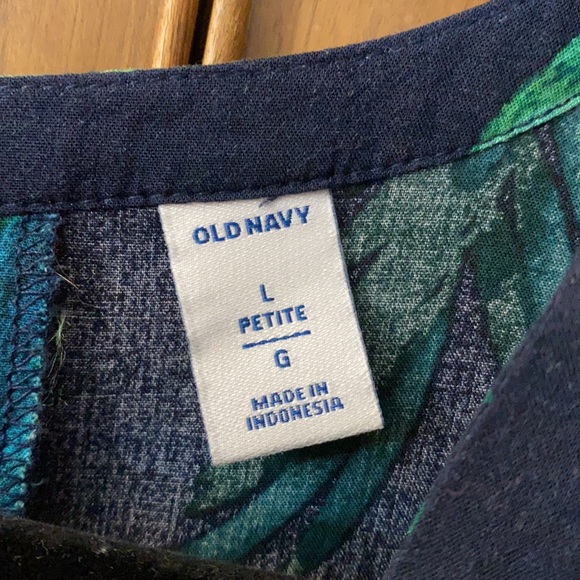 OLD NAVY
L
PETITE
G
MADE IN
INDONESIA